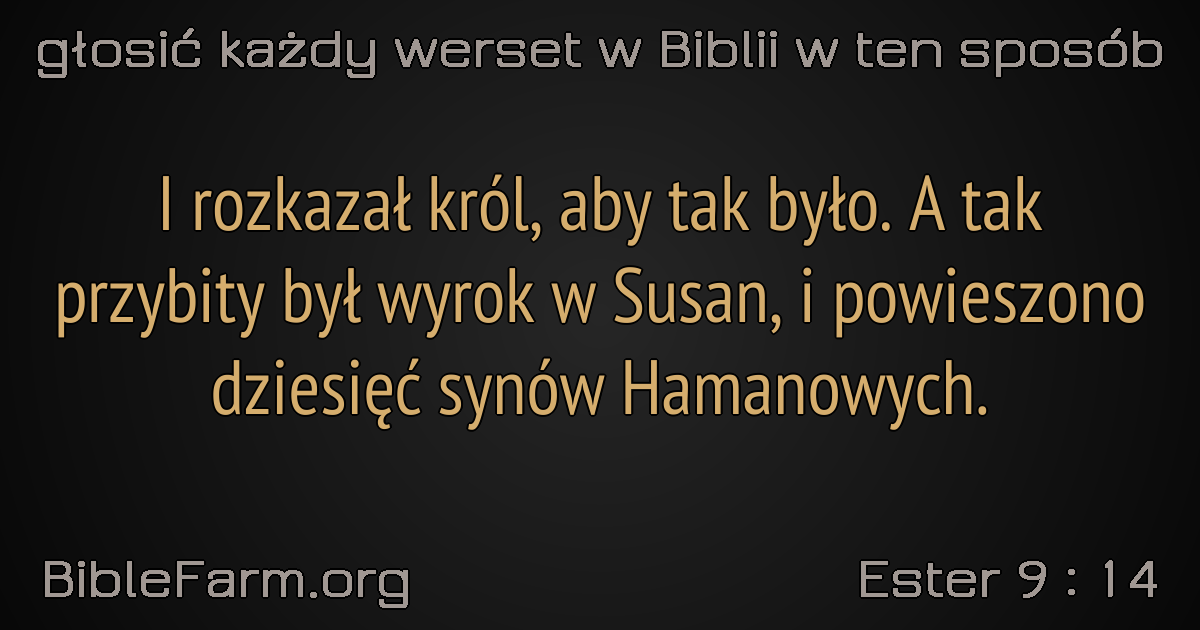 głosić każdy werset w Biblii w ten sposób
I rozkazał król, aby tak było. A tak
przybity był wyrok w Susan, i powieszono
dziesięć synów Hamanowych.
BibleFarm.org
Ester 9 : 14